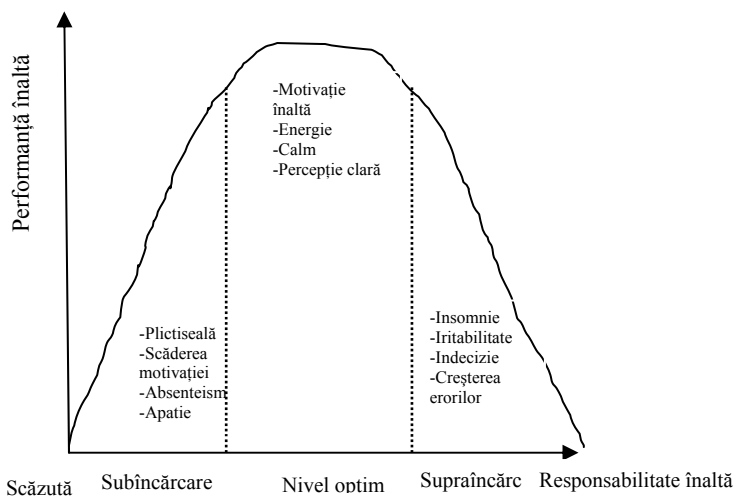 Performanță înaltă
-Motivație
înaltă
-Energie
-Calm
-Percepție clară
-Plictiseală
-Scăderea
motivației
-Absenteism
-Apatie
-Insomnie
-Iritabilitate
-Indecizie
-Creșterea
erorilor
Scăzută Subîncărcare Nivel optim Supraîncărc Responsabilitate înaltă